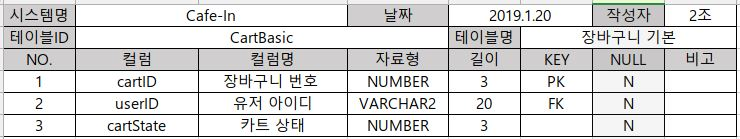 시스템명 Cafe-In 날짜 2019.1.20 작성자 2조
테이블ID CartBasic 테이블명 장바구니 기본
NO. 컬럼 컬럼명 자료형 길이 KEY NULL 비고
1 cartID 장바구니 번호 NUMBER 3 PK N
2 userID 유저 아이디 VARCHAR2 20 FK N
3 cartState 카트 상태 NUMBER 3 N